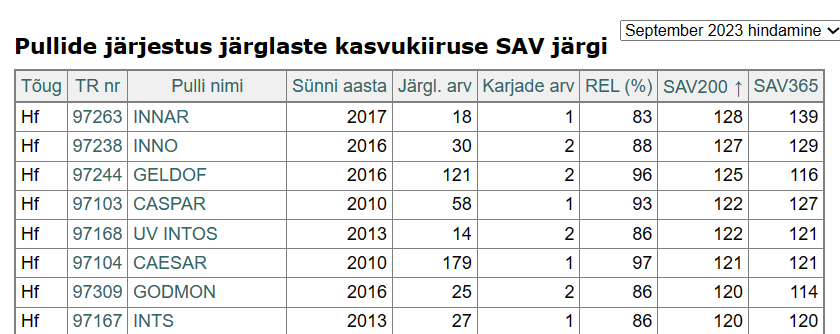 September 2023 hindamine
Pullide järjestus järglaste kasvukiiruse SAV järgi
Tõug TR nr Pulli nimi Sünni aasta Järgl. arv Karjade arv REL (%) SAV200 ↑ SAV365
Hf 97263 INNAR 2017 18 1 83 128 139
Hf 97238 INNO 2016 30 2 88 127 129
Hf 97244 GELDOF 2016 121 2 96 125 116
Hf 97103 CASPAR 2010 58 1 93 122 127
Hf 97168 UV INTOS 2013 14 2 86 122 121
Hf 97104 CAESAR 2010 179 1 97 121 121
Hf 97309 GODMON 2016 25 2 86 120 114
Hf 97167 INTS 2013 27 1 86 120 120